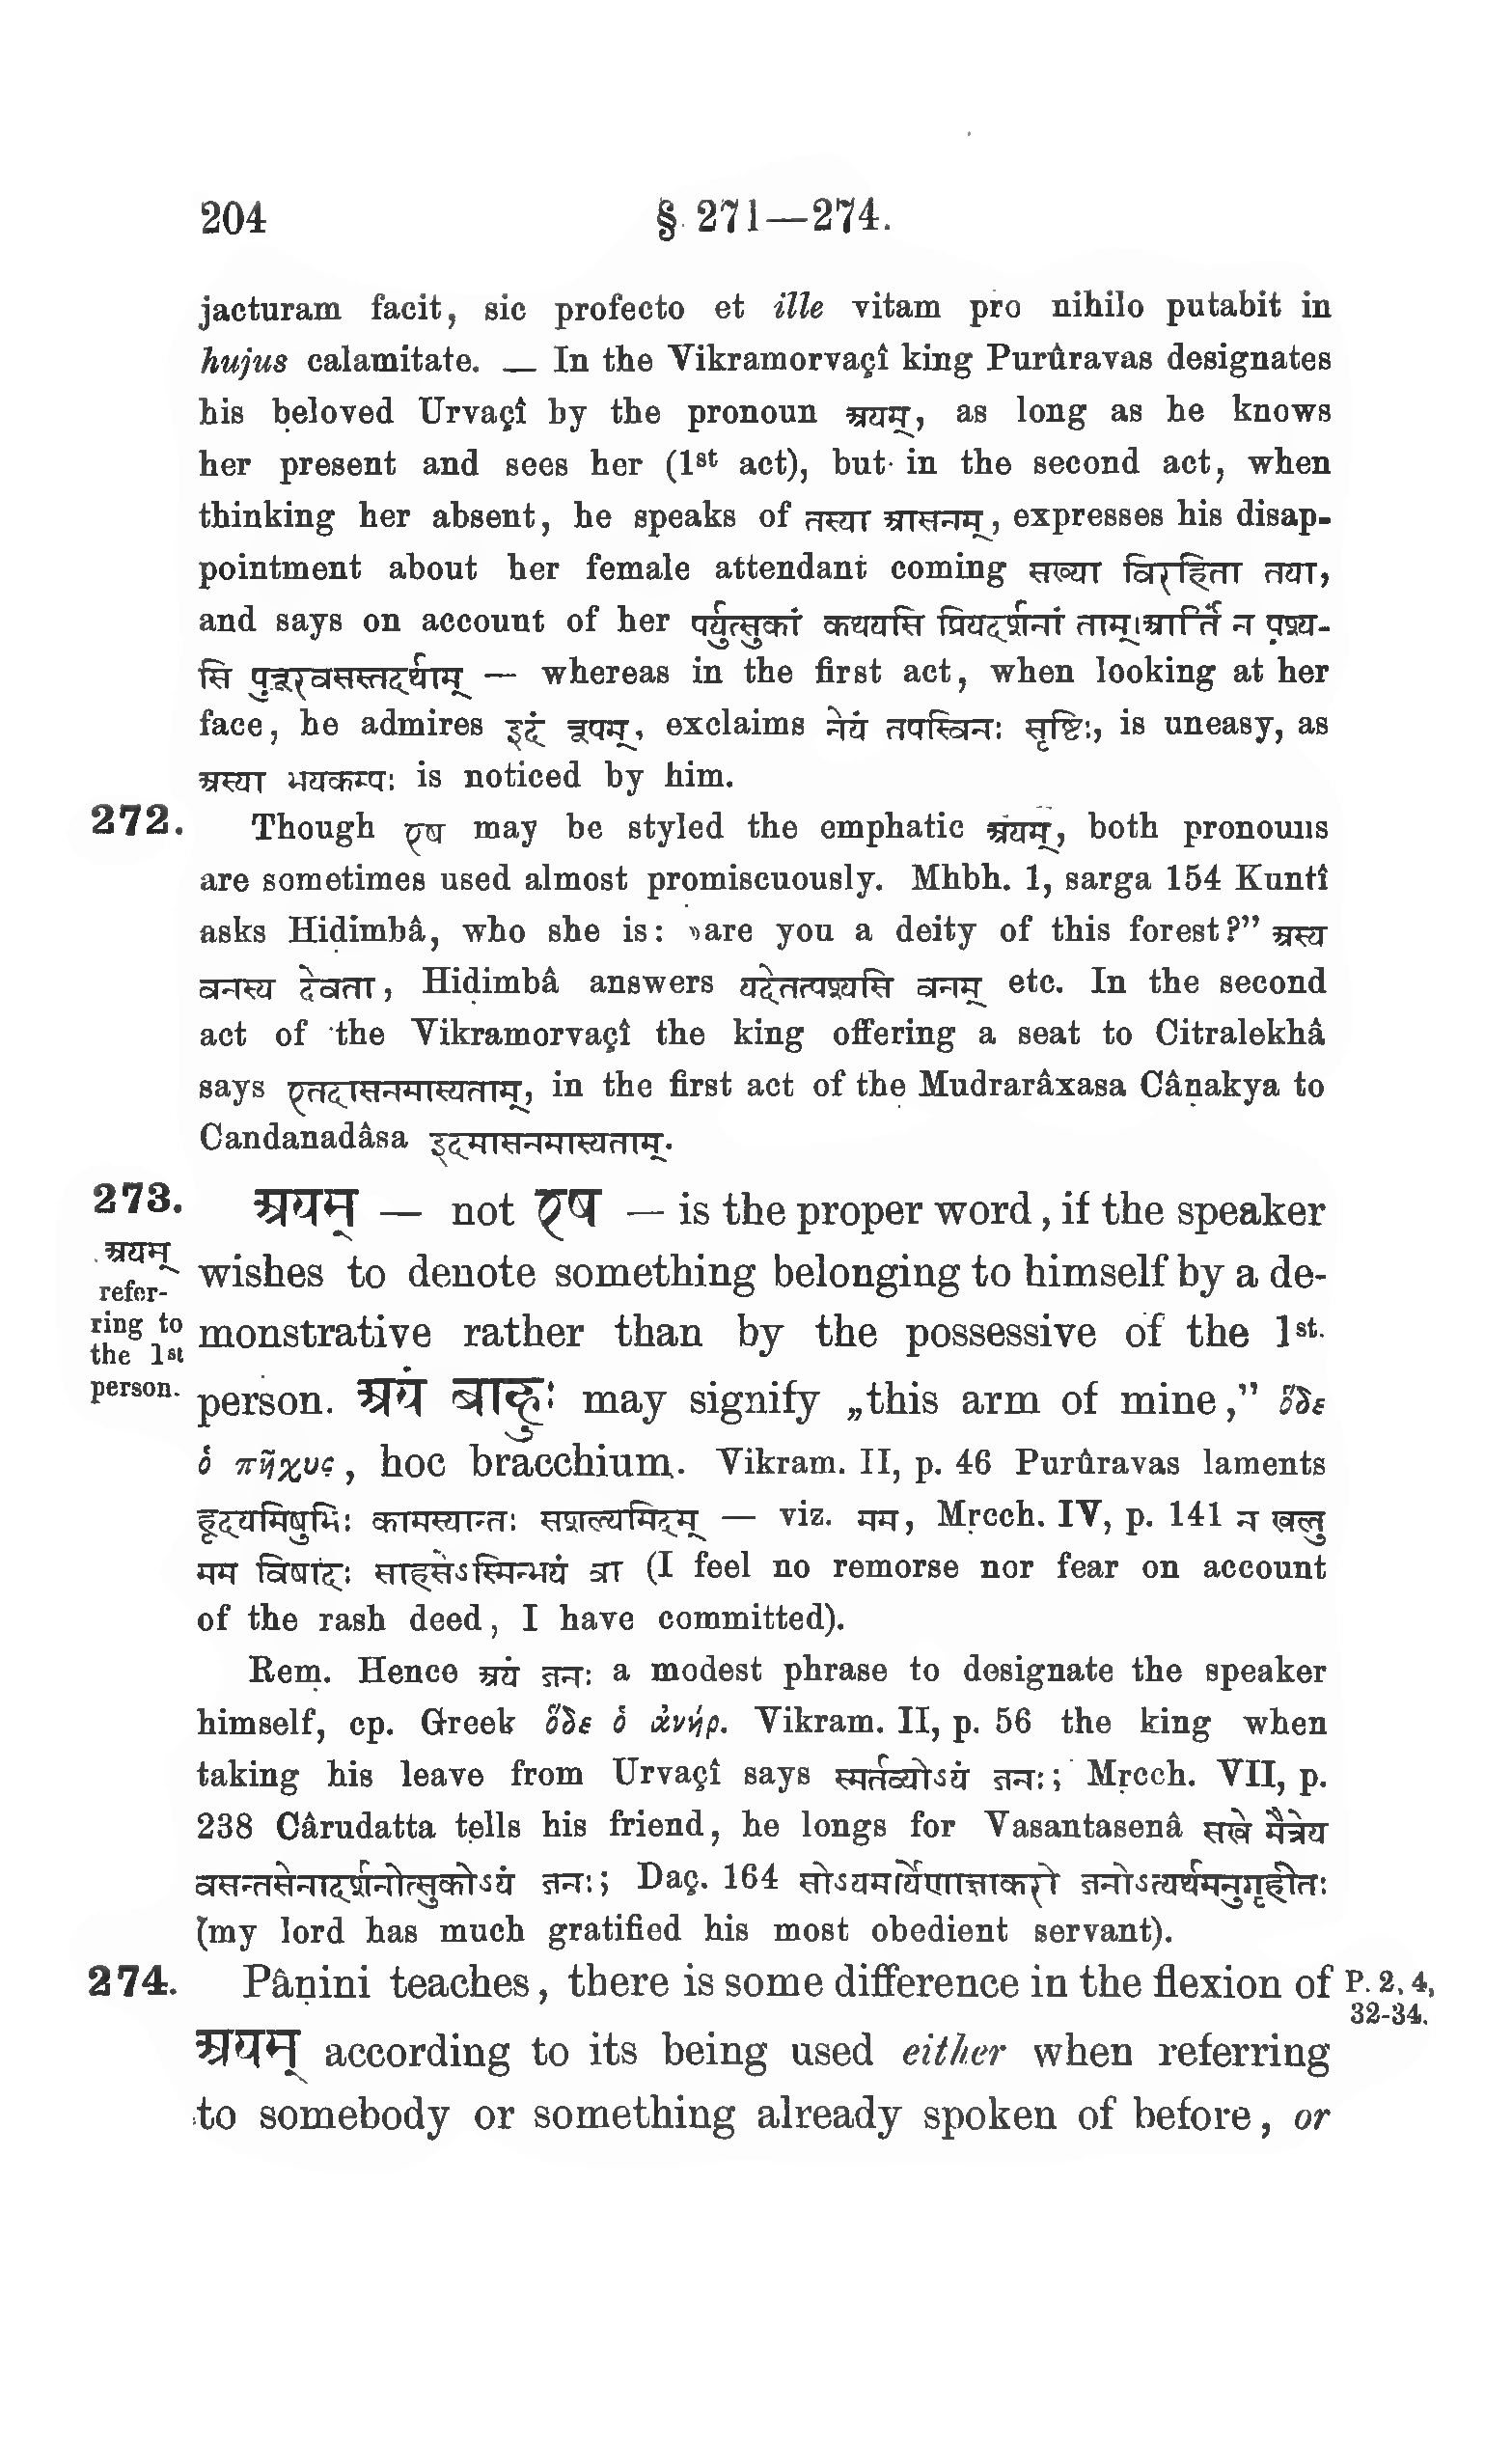 204 § 271—274.
jacturam facit, sic profecto et ille vitam pro nihilo putabit in
hujus calamitate. — In the Vikramorvaçî king Purûravas designates
his beloved Urvaçî by the pronoun अयम्, as long as he knows
her present and sees her (1st act), but in the second act, when
thinking her absent, he speaks of तस्या आसनम्, expresses his disap-
pointment about her female attendant coming सख्या विरहिता तया,
and says on account of her पर्युत्सुकां कथयसि प्रियदर्शनां ताम्।आर्तिं न पश्य-
सि पुरूरवसस्तदर्थाम् — whereas in the first act, when looking at her
face, he admires इदं रूपम्, exclaims नेयं तपस्विनः सृष्टिः, is uneasy, as
अस्या भयकम्पः is noticed by him.
272. Though एष may be styled the emphatic अयम्, both pronouns
are sometimes used almost promiscuously. Mhbh. 1, sarga 154 Kuntî
asks Hiḍimbâ, who she is: »are you a deity of this forest?” अस्य
वनस्य देवता, Hiḍimbâ answers यदेतत्पश्यसि वनम् etc. In the second
act of the Vikramorvaçî the king offering a seat to Citralekhâ
says एतदासनमास्यताम्, in the first act of the Mudrarâxasa Câṇakya to
Candanadâsa इदमासनमास्यताम्.
273. अयम् — not एष — is the proper word, if the speaker
अयम्
refer-
ring to
the 1st
person.
wishes to denote something belonging to himself by a de-
monstrative rather than by the possessive of the 1st.
person. अयं बाहुः may signify „this arm of mine,” ὅδε
ὁ πῆχυς, hoc bracchium. Vikram. II, p. 46 Purûravas laments
हृदयमिषुभिः कामस्यान्तः सशल्यमिदम् — viz. मम, Mṛcch. IV, p. 141 न खलु
मम विषादः साहसेऽस्मिन्भयं वा (I feel no remorse nor fear on account
of the rash deed, I have committed).
Rem. Hence अयं जनः a modest phrase to designate the speaker
himself, cp. Greek ὅδε ὁ ἀνήρ. Vikram. II, p. 56 the king when
taking his leave from Urvaçî says स्मर्तव्योऽयं जनः; Mṛcch. VII, p.
238 Cârudatta tells his friend, he longs for Vasantasenâ सखे मैत्रेय
वसन्तसेनादर्शनोत्सुकोऽयं जनः; Daç. 164 सोऽयमार्येणाज्ञाकरो जनोऽत्यर्थमनुगृहीतः
(my lord has much gratified his most obedient servant).
274. Pâṇini teaches, there is some difference in the flexion of
P. 2, 4,
32-34.
अयम् according to its being used either when referring
to somebody or something already spoken of before, or